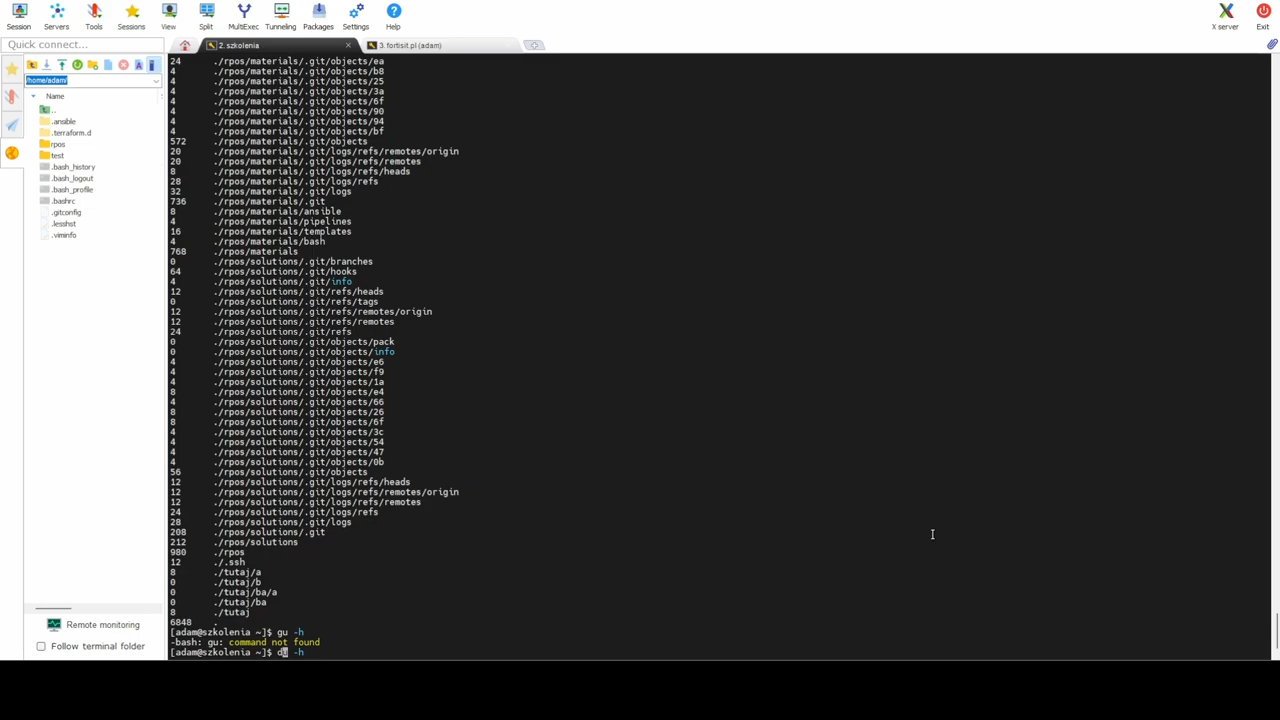 Session Servers Tools Sessions View Split MultiExec Tunneling Packages Settings Help X server Exit
Quick connect...
2. szkolenia
3. fortisit.pl (adam)
/home/adam/
Name
..
.ansible
.terraform.d
rpos
test
.bash_history
.bash_logout
.bash_profile
.bashrc
.gitconfig
.lesshst
.viminfo
Remote monitoring
Follow terminal folder
24 ./rpos/materials/.git/objects/ea
4 ./rpos/materials/.git/objects/b8
4 ./rpos/materials/.git/objects/25
4 ./rpos/materials/.git/objects/3a
4 ./rpos/materials/.git/objects/6f
4 ./rpos/materials/.git/objects/90
4 ./rpos/materials/.git/objects/94
4 ./rpos/materials/.git/objects/bf
572 ./rpos/materials/.git/objects
20 ./rpos/materials/.git/logs/refs/remotes/origin
20 ./rpos/materials/.git/logs/refs/remotes
8 ./rpos/materials/.git/logs/refs/heads
28 ./rpos/materials/.git/logs/refs
32 ./rpos/materials/.git/logs
736 ./rpos/materials/.git
8 ./rpos/materials/ansible
4 ./rpos/materials/pipelines
16 ./rpos/materials/templates
4 ./rpos/materials/bash
768 ./rpos/materials
0 ./rpos/solutions/.git/branches
64 ./rpos/solutions/.git/hooks
4 ./rpos/solutions/.git/info
12 ./rpos/solutions/.git/refs/heads
0 ./rpos/solutions/.git/refs/tags
12 ./rpos/solutions/.git/refs/remotes/origin
12 ./rpos/solutions/.git/refs/remotes
24 ./rpos/solutions/.git/refs
0 ./rpos/solutions/.git/objects/pack
0 ./rpos/solutions/.git/objects/info
4 ./rpos/solutions/.git/objects/e6
4 ./rpos/solutions/.git/objects/f9
4 ./rpos/solutions/.git/objects/1a
8 ./rpos/solutions/.git/objects/e4
4 ./rpos/solutions/.git/objects/66
8 ./rpos/solutions/.git/objects/26
8 ./rpos/solutions/.git/objects/6f
4 ./rpos/solutions/.git/objects/3c
4 ./rpos/solutions/.git/objects/54
4 ./rpos/solutions/.git/objects/47
4 ./rpos/solutions/.git/objects/0b
56 ./rpos/solutions/.git/objects
12 ./rpos/solutions/.git/logs/refs/heads
12 ./rpos/solutions/.git/logs/refs/remotes/origin
12 ./rpos/solutions/.git/logs/refs/remotes
24 ./rpos/solutions/.git/logs/refs
28 ./rpos/solutions/.git/logs
208 ./rpos/solutions/.git
212 ./rpos/solutions
980 ./rpos
12 ./.ssh
8 ./tutaj/a
0 ./tutaj/b
0 ./tutaj/ba/a
0 ./tutaj/ba
8 ./tutaj
6848 .
[adam@szkolenia ~]$ gu -h
-bash: gu: command not found
[adam@szkolenia ~]$ du -h